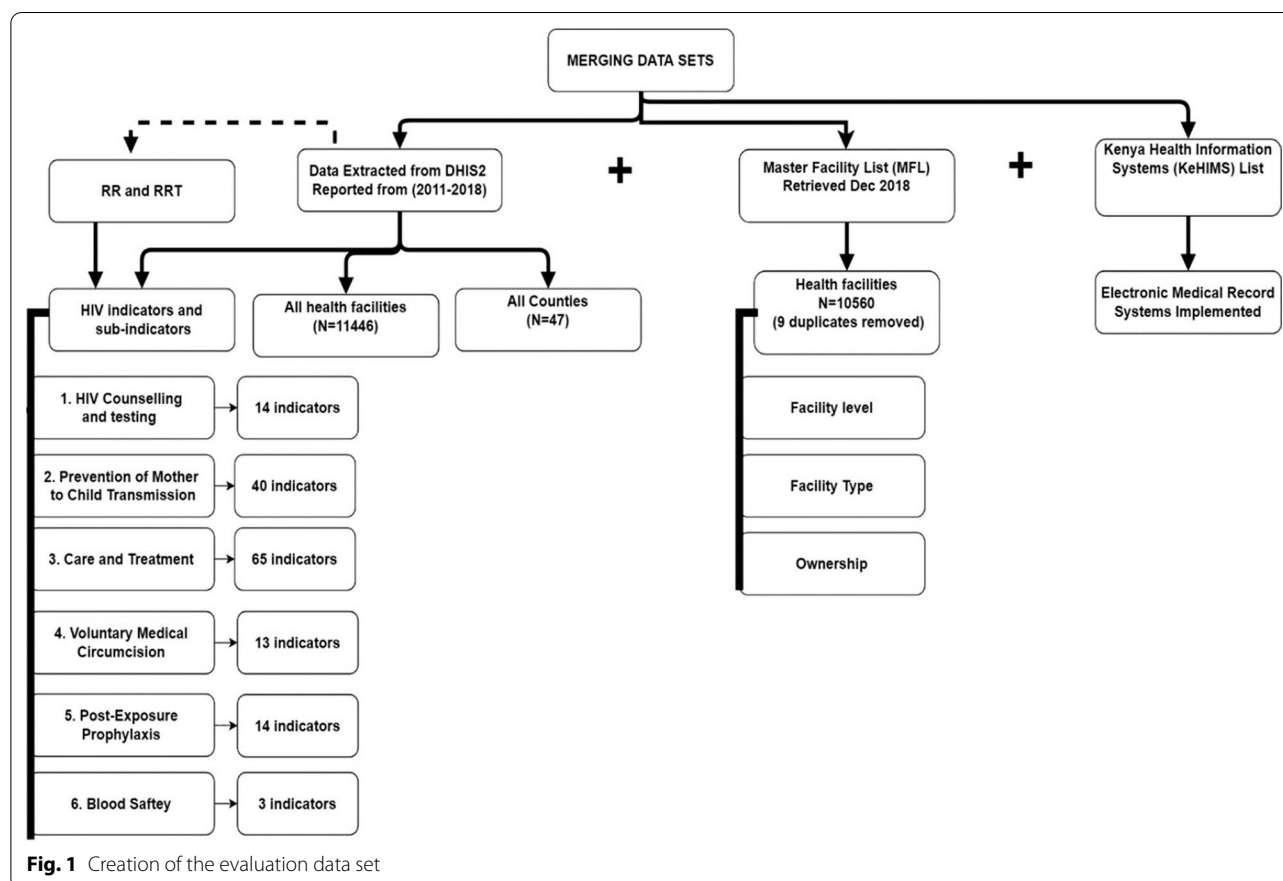 MERGING DATA SETS
RR and RRT
Data Extracted from DHIS2
Reported from (2011-2018)
+
Master Facility List (MFL)
Retrieved Dec 2018
+
Kenya Health Information
Systems (KeHIMS) List
HIV indicators and
sub-indicators
All health facilities
(N=11446)
All Counties
(N=47)
Health facilities
N=10560
(9 duplicates removed)
Electronic Medical Record
Systems Implemented
1. HIV Counselling
and testing
14 indicators
Facility level
2. Prevention of Mother
to Child Transmission
40 indicators
Facility Type
3. Care and Treatment
65 indicators
Ownership
4. Voluntary Medical
Circumcision
13 indicators
5. Post-Exposure
Prophylaxis
14 indicators
6. Blood Saftey
3 indicators
Fig. 1 Creation of the evaluation data set